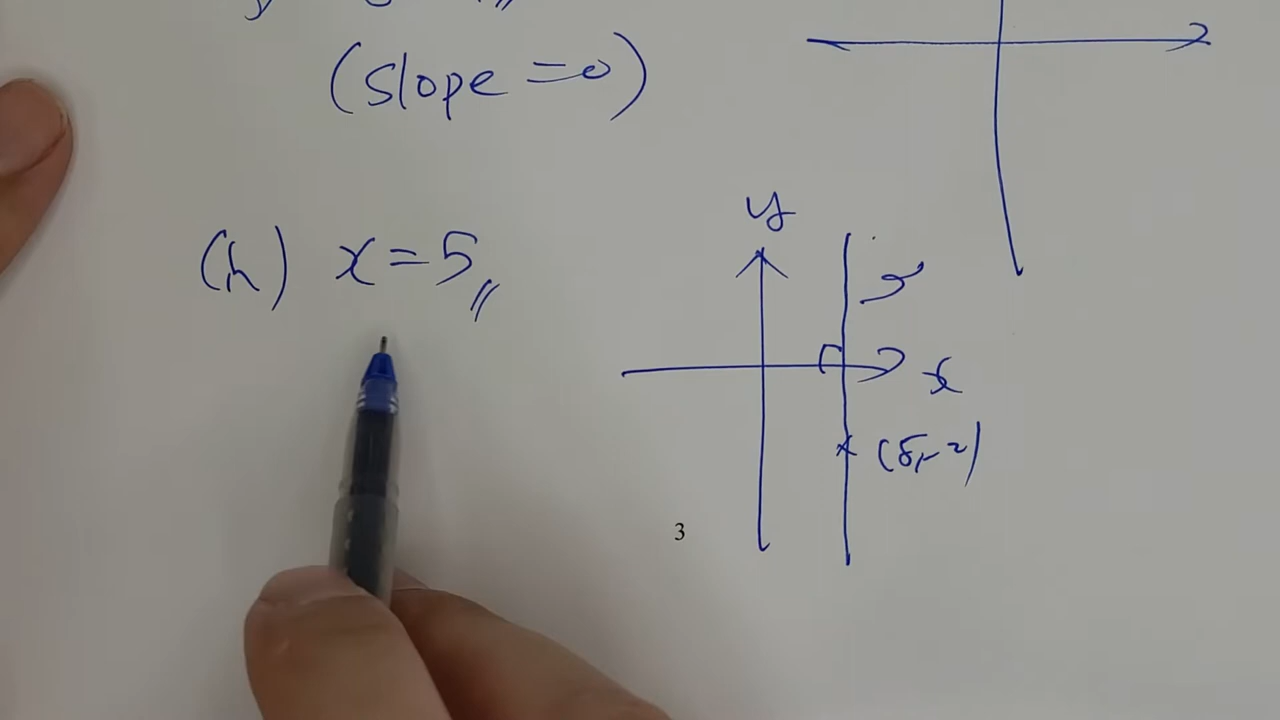 (slope = 0)
y
(h) x = 5
x
(5, -2)
3